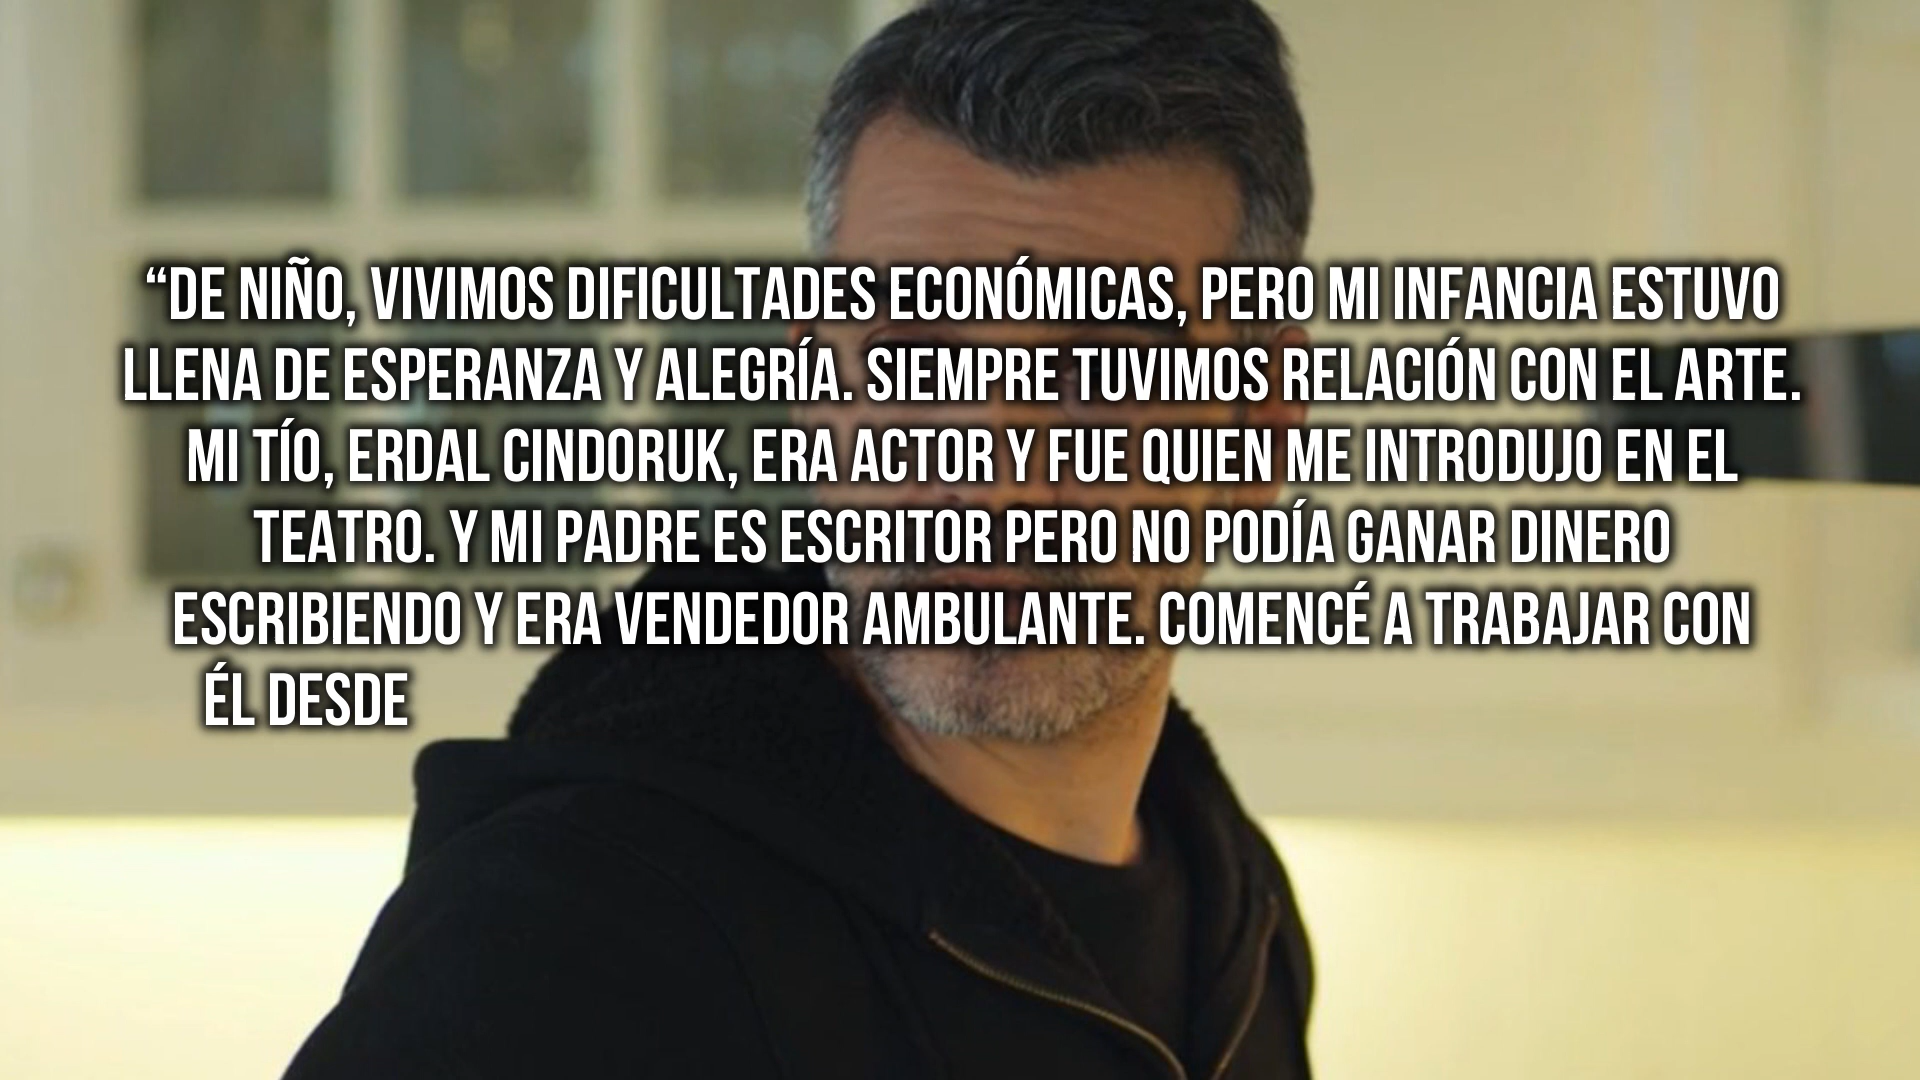 “DE NIÑO, VIVIMOS DIFICULTADES ECONÓMICAS, PERO MI INFANCIA ESTUVO
LLENA DE ESPERANZA Y ALEGRÍA. SIEMPRE TUVIMOS RELACIÓN CON EL ARTE.
MI TÍO, ERDAL CINDORUK, ERA ACTOR Y FUE QUIEN ME INTRODUJO EN EL
TEATRO. Y MI PADRE ES ESCRITOR PERO NO PODÍA GANAR DINERO
ESCRIBIENDO Y ERA VENDEDOR AMBULANTE. COMENCÉ A TRABAJAR CON
ÉL DESDE